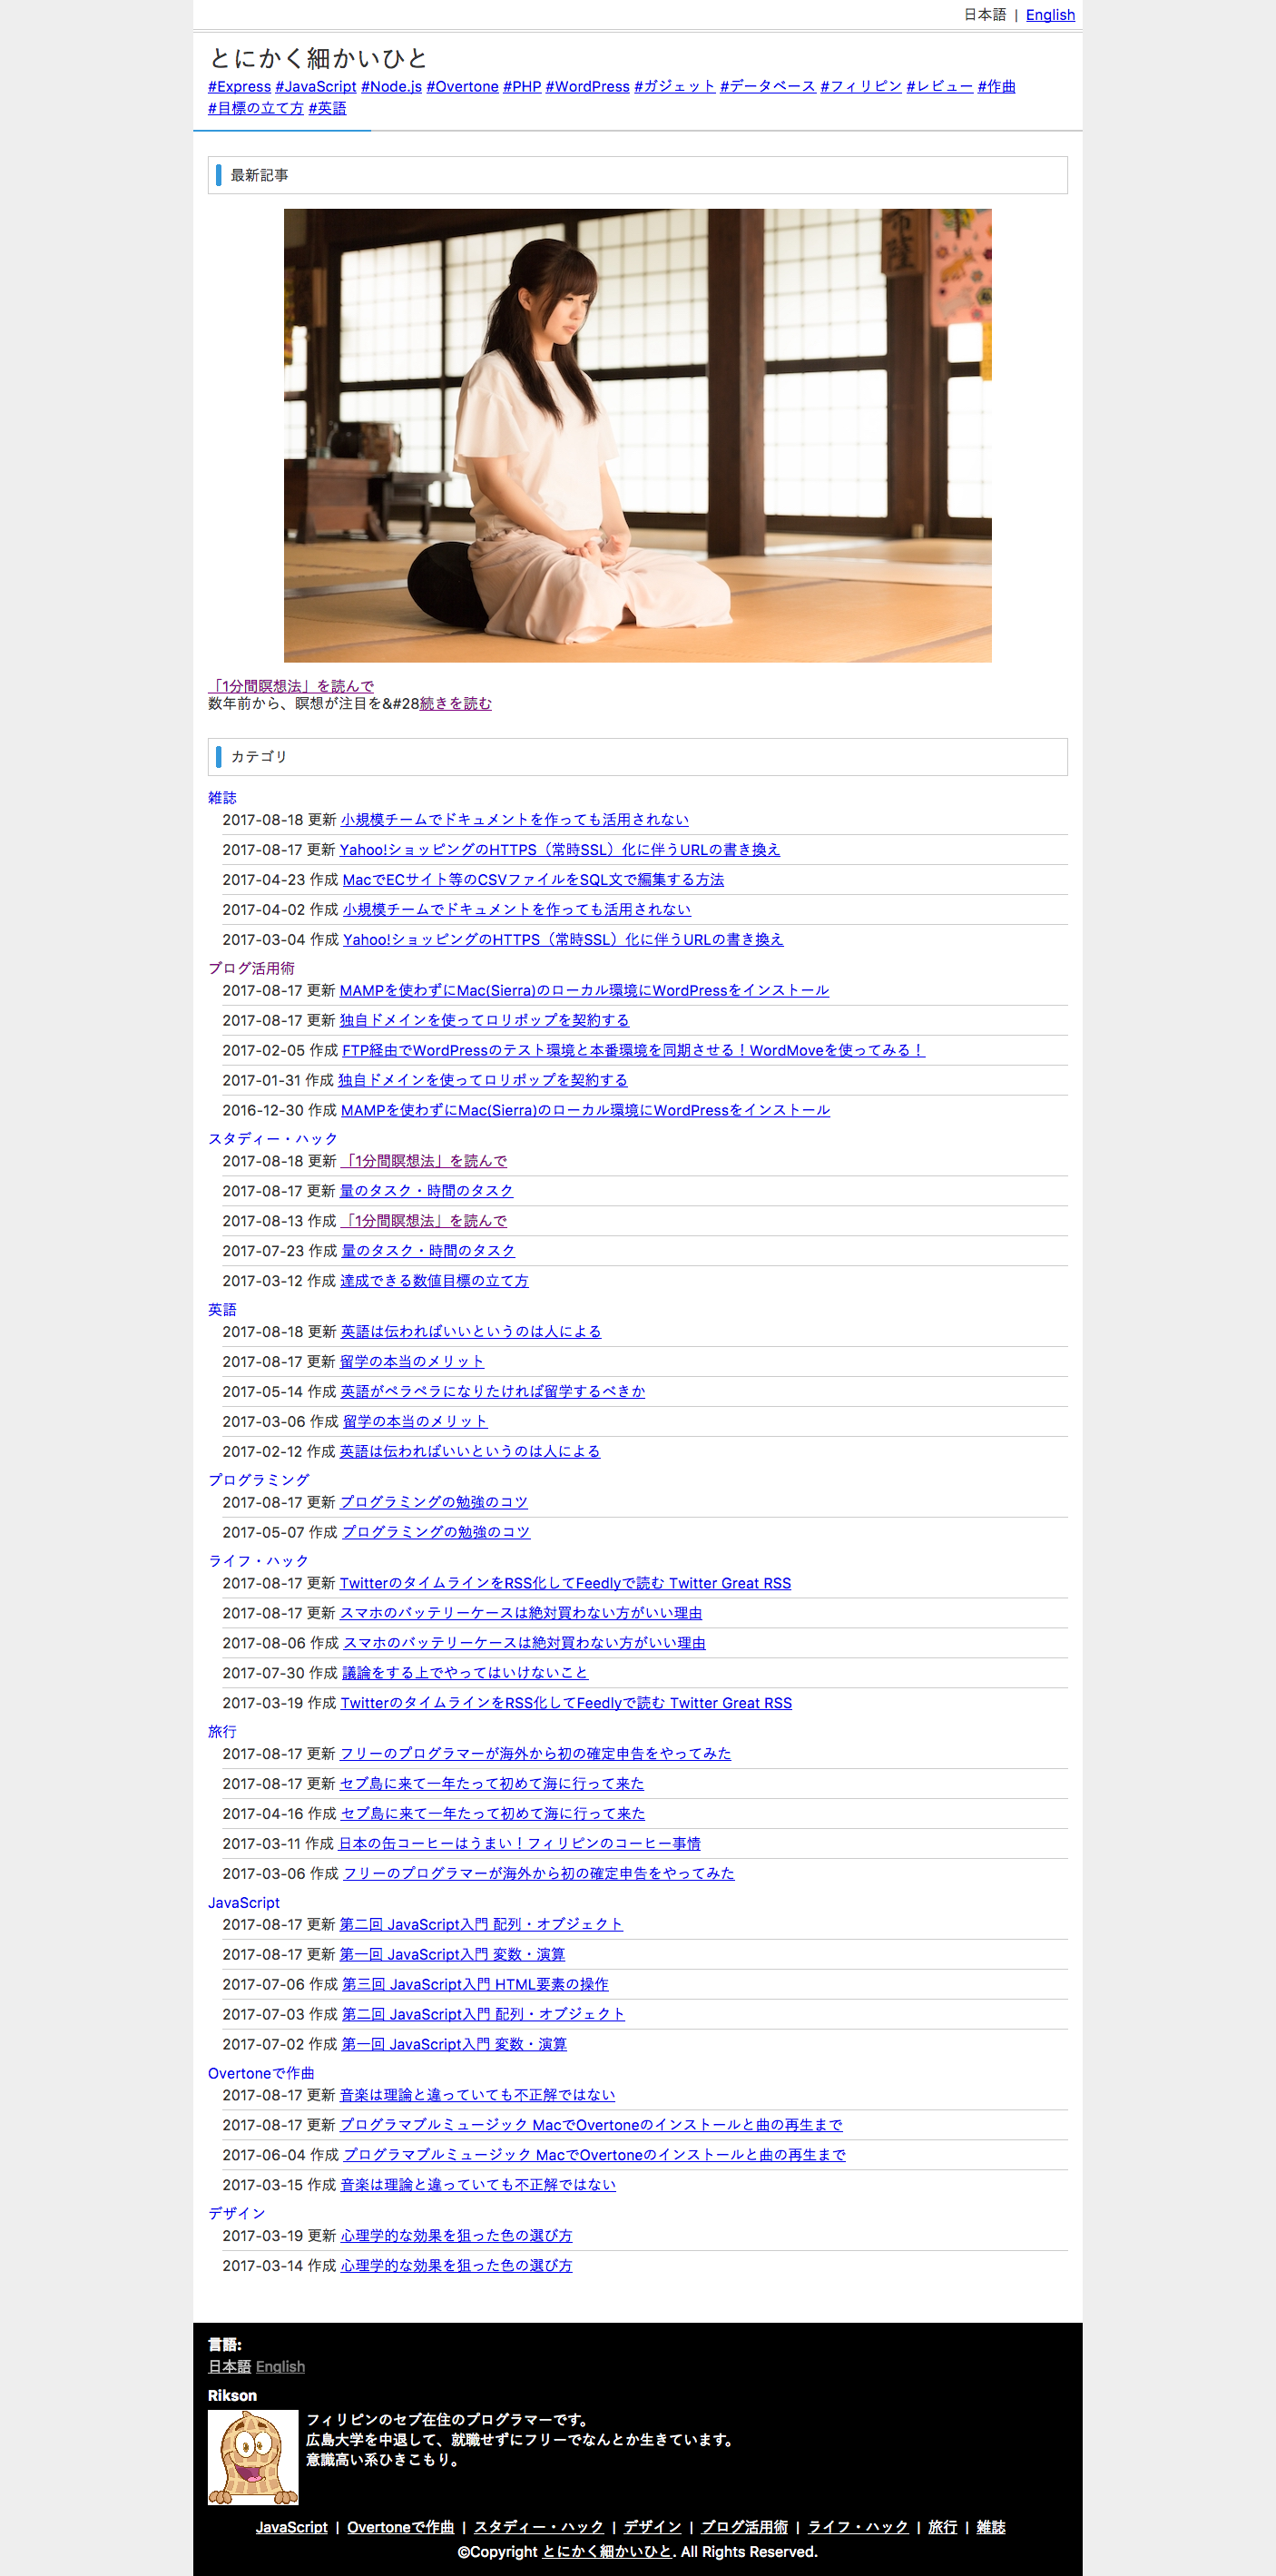 日本語 | English
とにかく細かいひと
#Express #JavaScript #Node.js #Overtone #PHP #WordPress #ガジェット #データベース #フィリピン #レビュー #作曲
#目標の立て方 #英語
最新記事
「1分間瞑想法」を読んで
数年前から、瞑想が注目を&#28続きを読む
カテゴリ
雑誌
2017-08-18 更新 小規模チームでドキュメントを作っても活用されない
2017-08-17 更新 Yahoo!ショッピングのHTTPS（常時SSL）化に伴うURLの書き換え
2017-04-23 作成 MacでECサイト等のCSVファイルをSQL文で編集する方法
2017-04-02 作成 小規模チームでドキュメントを作っても活用されない
2017-03-04 作成 Yahoo!ショッピングのHTTPS（常時SSL）化に伴うURLの書き換え
ブログ活用術
2017-08-17 更新 MAMPを使わずにMac(Sierra)のローカル環境にWordPressをインストール
2017-08-17 更新 独自ドメインを使ってロリポップを契約する
2017-02-05 作成 FTP経由でWordPressのテスト環境と本番環境を同期させる！WordMoveを使ってみる！
2017-01-31 作成 独自ドメインを使ってロリポップを契約する
2016-12-30 作成 MAMPを使わずにMac(Sierra)のローカル環境にWordPressをインストール
スタディー・ハック
2017-08-18 更新 「1分間瞑想法」を読んで
2017-08-17 更新 量のタスク・時間のタスク
2017-08-13 作成 「1分間瞑想法」を読んで
2017-07-23 作成 量のタスク・時間のタスク
2017-03-12 作成 達成できる数値目標の立て方
英語
2017-08-18 更新 英語は伝わればいいというのは人による
2017-08-17 更新 留学の本当のメリット
2017-05-14 作成 英語がペラペラになりたければ留学するべきか
2017-03-06 作成 留学の本当のメリット
2017-02-12 作成 英語は伝わればいいというのは人による
プログラミング
2017-08-17 更新 プログラミングの勉強のコツ
2017-05-07 作成 プログラミングの勉強のコツ
ライフ・ハック
2017-08-17 更新 TwitterのタイムラインをRSS化してFeedlyで読む Twitter Great RSS
2017-08-17 更新 スマホのバッテリーケースは絶対買わない方がいい理由
2017-08-06 作成 スマホのバッテリーケースは絶対買わない方がいい理由
2017-07-30 作成 議論をする上でやってはいけないこと
2017-03-19 作成 TwitterのタイムラインをRSS化してFeedlyで読む Twitter Great RSS
旅行
2017-08-17 更新 フリーのプログラマーが海外から初の確定申告をやってみた
2017-08-17 更新 セブ島に来て一年たって初めて海に行って来た
2017-04-16 作成 セブ島に来て一年たって初めて海に行って来た
2017-03-11 作成 日本の缶コーヒーはうまい！フィリピンのコーヒー事情
2017-03-06 作成 フリーのプログラマーが海外から初の確定申告をやってみた
JavaScript
2017-08-17 更新 第二回 JavaScript入門 配列・オブジェクト
2017-08-17 更新 第一回 JavaScript入門 変数・演算
2017-07-06 作成 第三回 JavaScript入門 HTML要素の操作
2017-07-03 作成 第二回 JavaScript入門 配列・オブジェクト
2017-07-02 作成 第一回 JavaScript入門 変数・演算
Overtoneで作曲
2017-08-17 更新 音楽は理論と違っていても不正解ではない
2017-08-17 更新 プログラマブルミュージック MacでOvertoneのインストールと曲の再生まで
2017-06-04 作成 プログラマブルミュージック MacでOvertoneのインストールと曲の再生まで
2017-03-15 作成 音楽は理論と違っていても不正解ではない
デザイン
2017-03-19 更新 心理学的な効果を狙った色の選び方
2017-03-14 作成 心理学的な効果を狙った色の選び方
言語:
日本語 English
Rikson
フィリピンのセブ在住のプログラマーです。
広島大学を中退して、就職せずにフリーでなんとか生きています。
意識高い系ひきこもり。
JavaScript | Overtoneで作曲 | スタディー・ハック | デザイン | ブログ活用術 | ライフ・ハック | 旅行 | 雑誌
©Copyright とにかく細かいひと. All Rights Reserved.